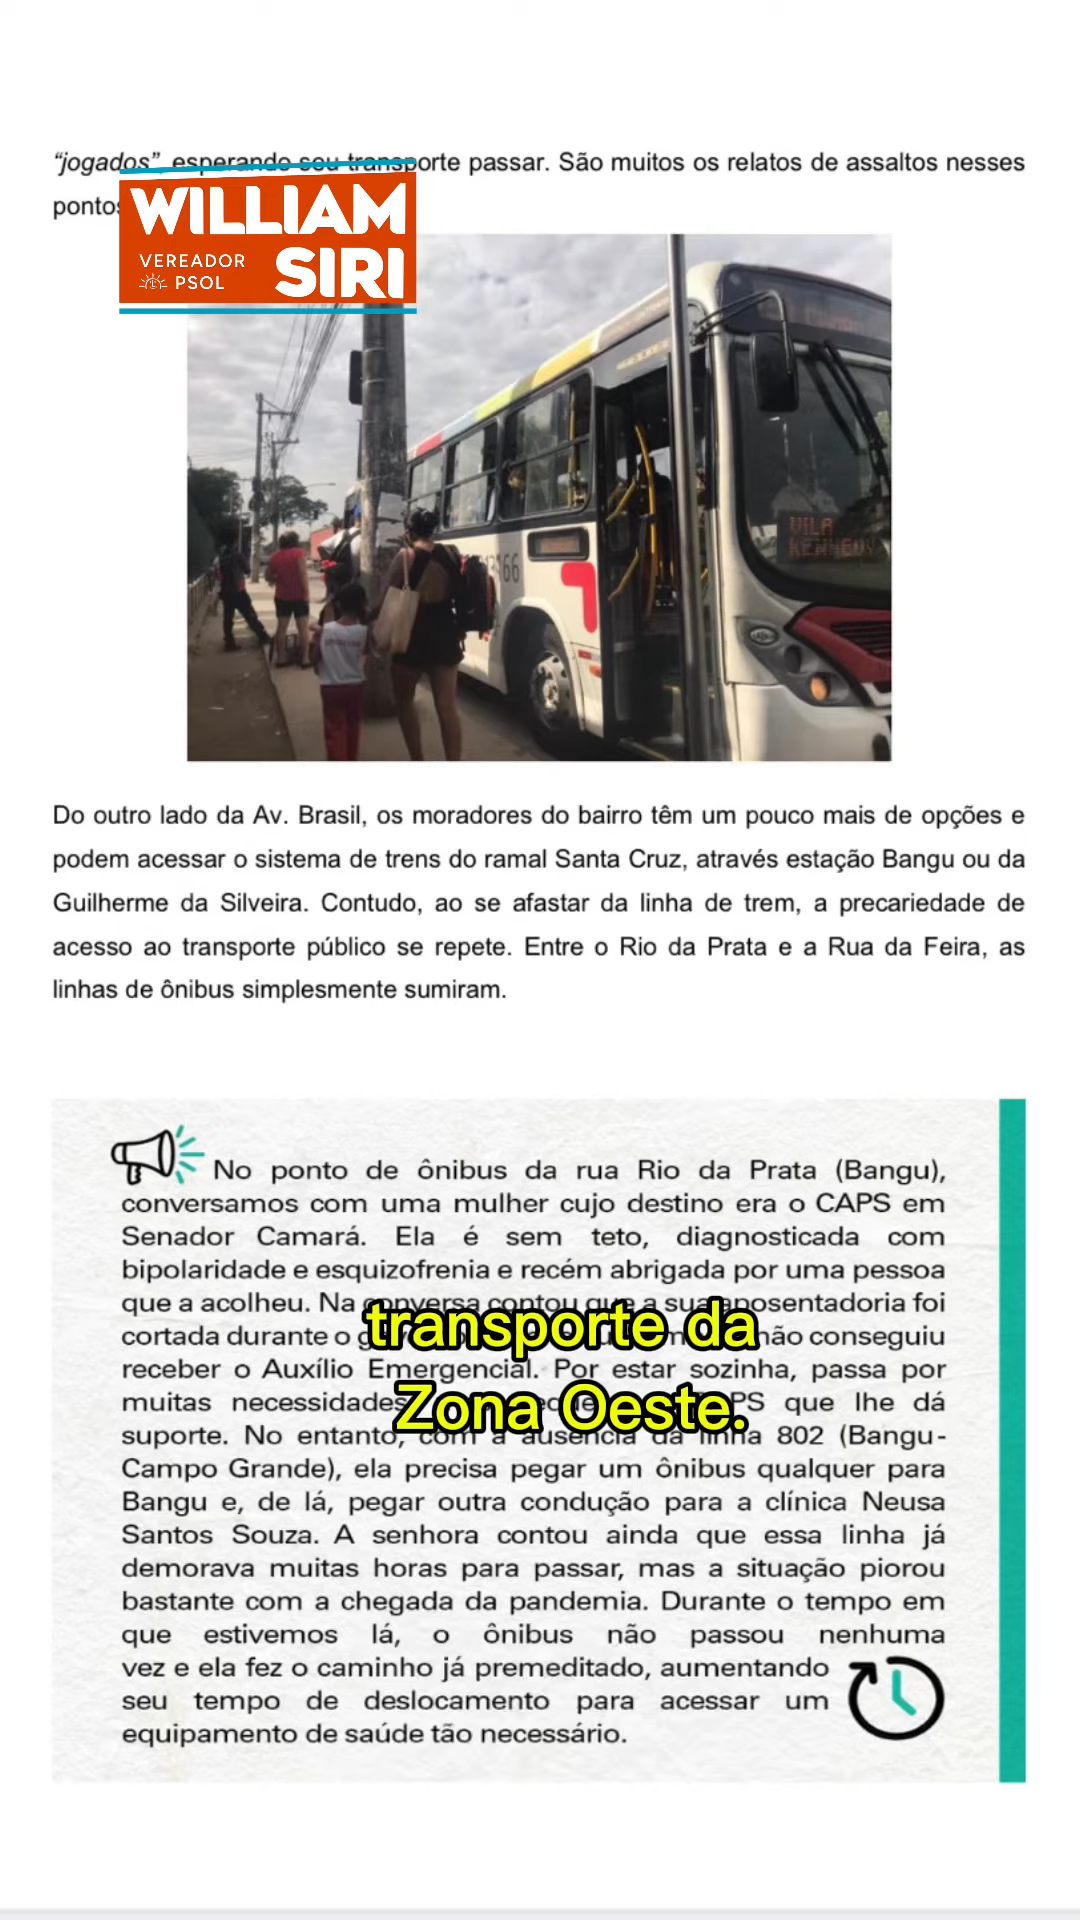 “jogados”, esperando seu transporte passar. São muitos os relatos de assaltos nesses
pontos
WILLIAM
SIRI
VEREADOR
PSOL
66
VILA
KENNEDY
Do outro lado da Av. Brasil, os moradores do bairro têm um pouco mais de opções e
podem acessar o sistema de trens do ramal Santa Cruz, através estação Bangu ou da
Guilherme da Silveira. Contudo, ao se afastar da linha de trem, a precariedade de
acesso ao transporte público se repete. Entre o Rio da Prata e a Rua da Feira, as
linhas de ônibus simplesmente sumiram.
No ponto de ônibus da rua Rio da Prata (Bangu),
conversamos com uma mulher cujo destino era o CAPS em
Senador Camará. Ela é sem teto, diagnosticada com
bipolaridade e esquizofrenia e recém abrigada por uma pessoa
que a acolheu. Na conversa contou que a sua aposentadoria foi
cortada durante o não conseguiu
receber o Auxílio Emergencial. Por estar sozinha, passa por
muitas necessidades que lhe dá
suporte. No entanto, com a ausência da linha 802 (Bangu-
Campo Grande), ela precisa pegar um ônibus qualquer para
Bangu e, de lá, pegar outra condução para a clínica Neusa
Santos Souza. A senhora contou ainda que essa linha já
demorava muitas horas para passar, mas a situação piorou
bastante com a chegada da pandemia. Durante o tempo em
que estivemos lá, o ônibus não passou nenhuma
vez e ela fez o caminho já premeditado, aumentando
seu tempo de deslocamento para acessar um
equipamento de saúde tão necessário.
transporte da
Zona Oeste.